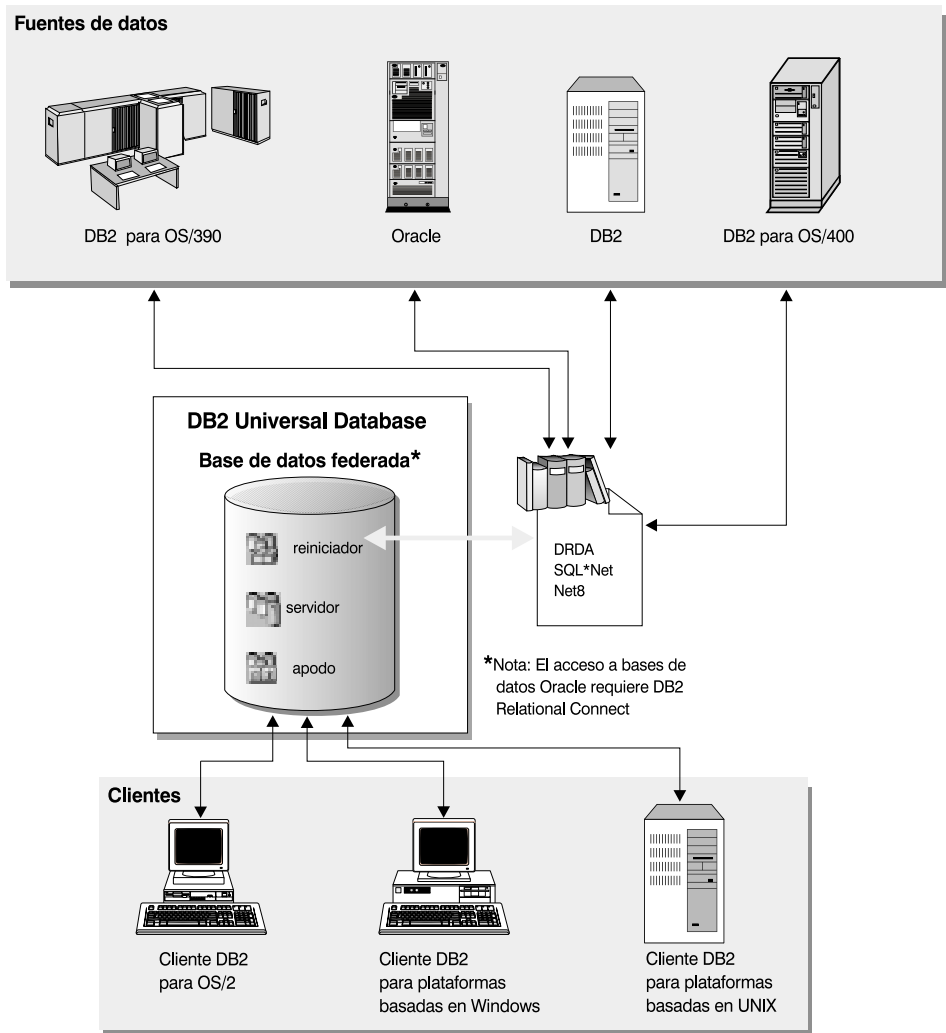 Fuentes de datos
DB2 para OS/390
Oracle
DB2
DB2 para OS/400
DB2 Universal Database
Base de datos federada*
reiniciador
servidor
apodo
DRDA
SQL*Net
Net8
*Nota: El acceso a bases de
datos Oracle requiere DB2
Relational Connect
Clientes
Cliente DB2
para OS/2
Cliente DB2
para plataformas
basadas en Windows
Cliente DB2
para plataformas
basadas en UNIX